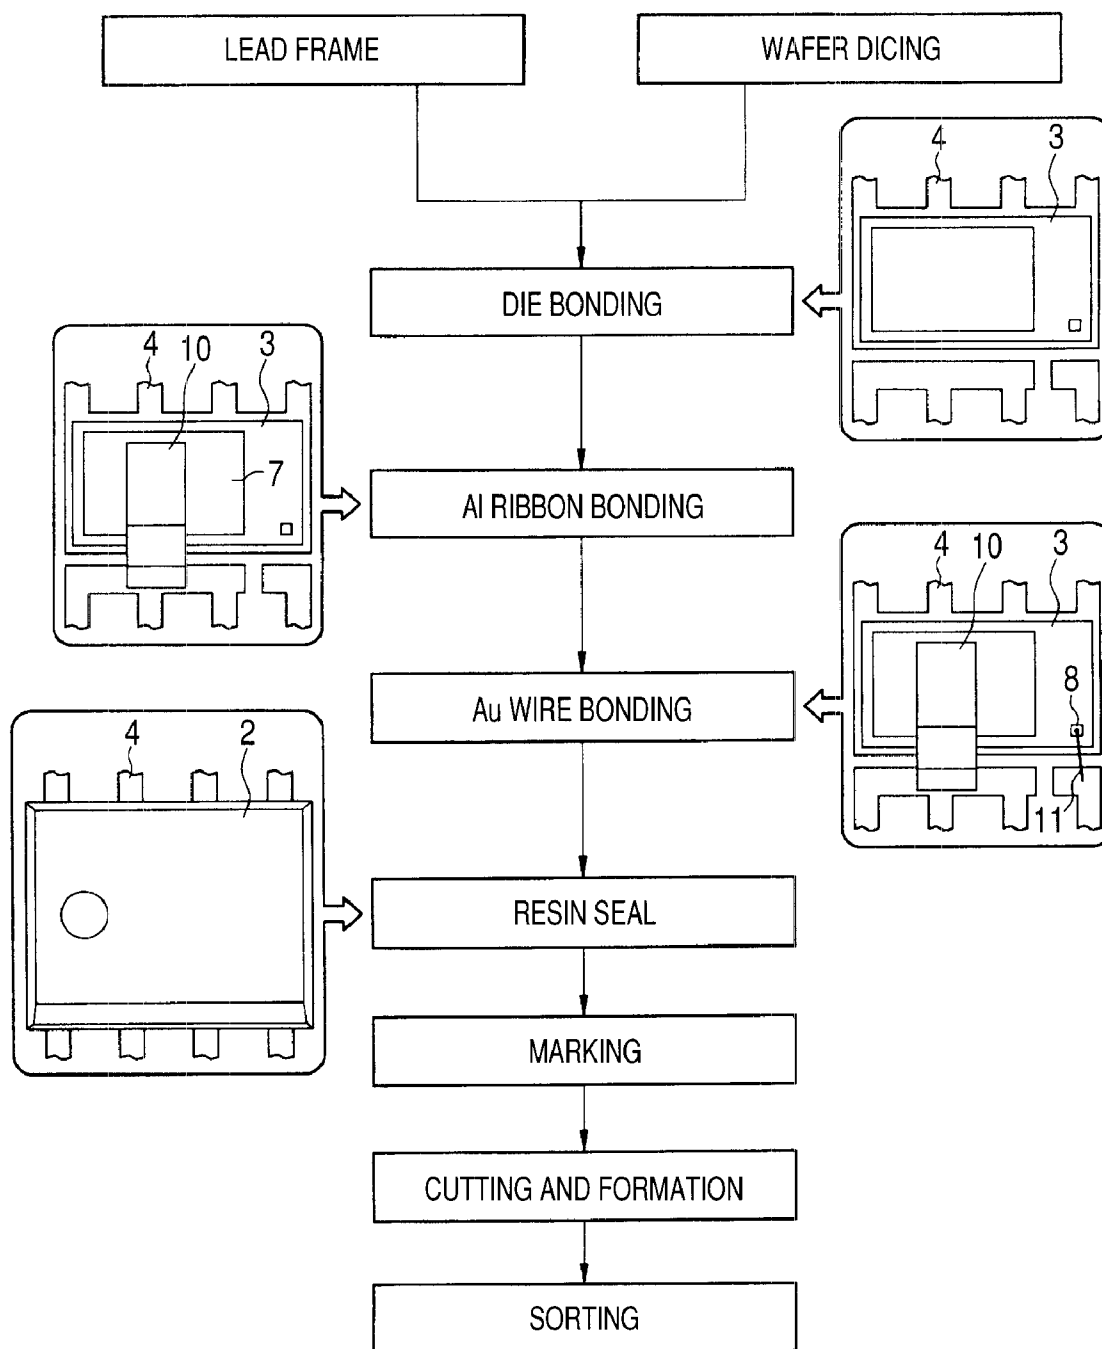 LEAD FRAME
WAFER DICING
4
3
DIE BONDING
4
10
3
7
Al RIBBON BONDING
4
10
3
8
11
Au WIRE BONDING
4
2
RESIN SEAL
MARKING
CUTTING AND FORMATION
SORTING